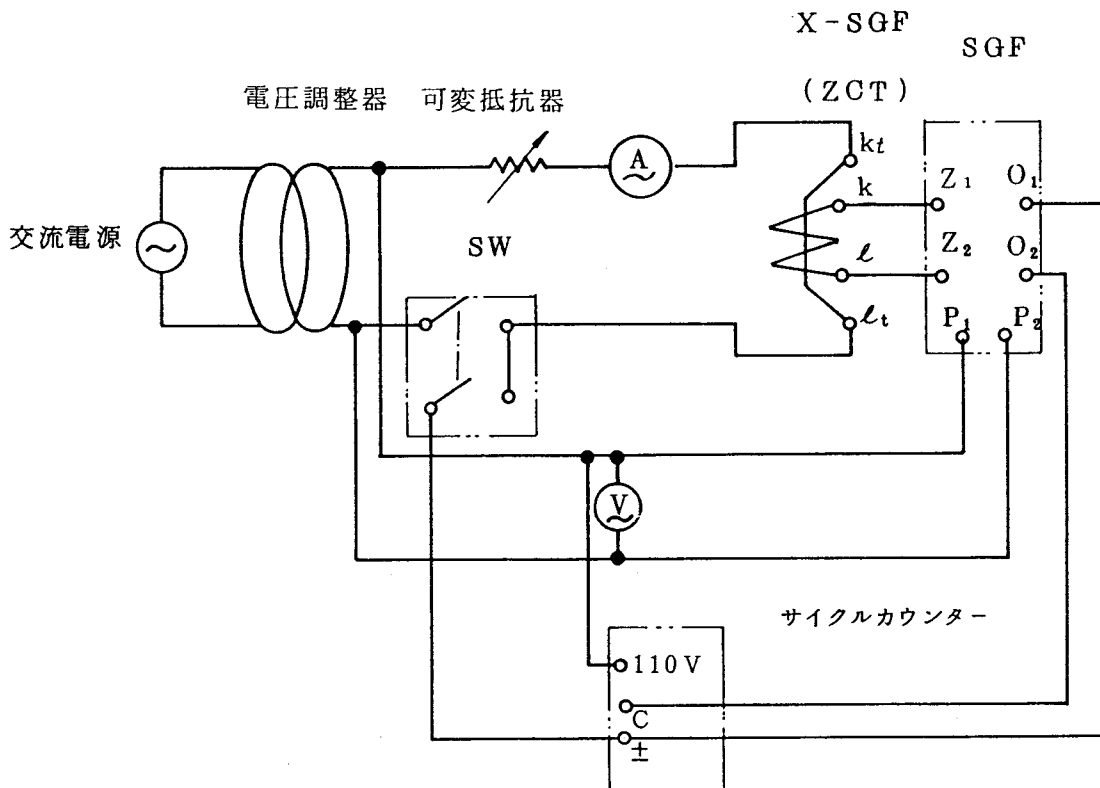 X-SGF
(ZCT)
SGF
電圧調整器
可変抵抗器
交流電源
A
SW
kt
k
ℓ
ℓt
Z1
Z2
O1
O2
P1
P2
V
サイクルカウンター
110V
C
±